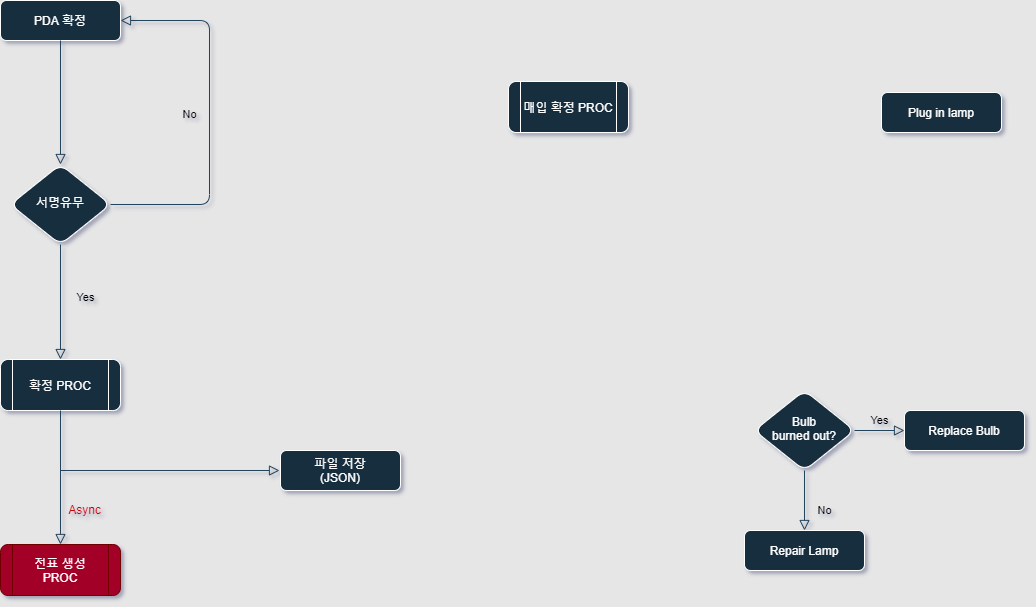 PDA 확정
No
매입 확정 PROC
Plug in lamp
서명유무
Yes
확정 PROC
파일 저장
(JSON)
Async
전표 생성
PROC
Bulb
burned out?
Yes
Replace Bulb
No
Repair Lamp